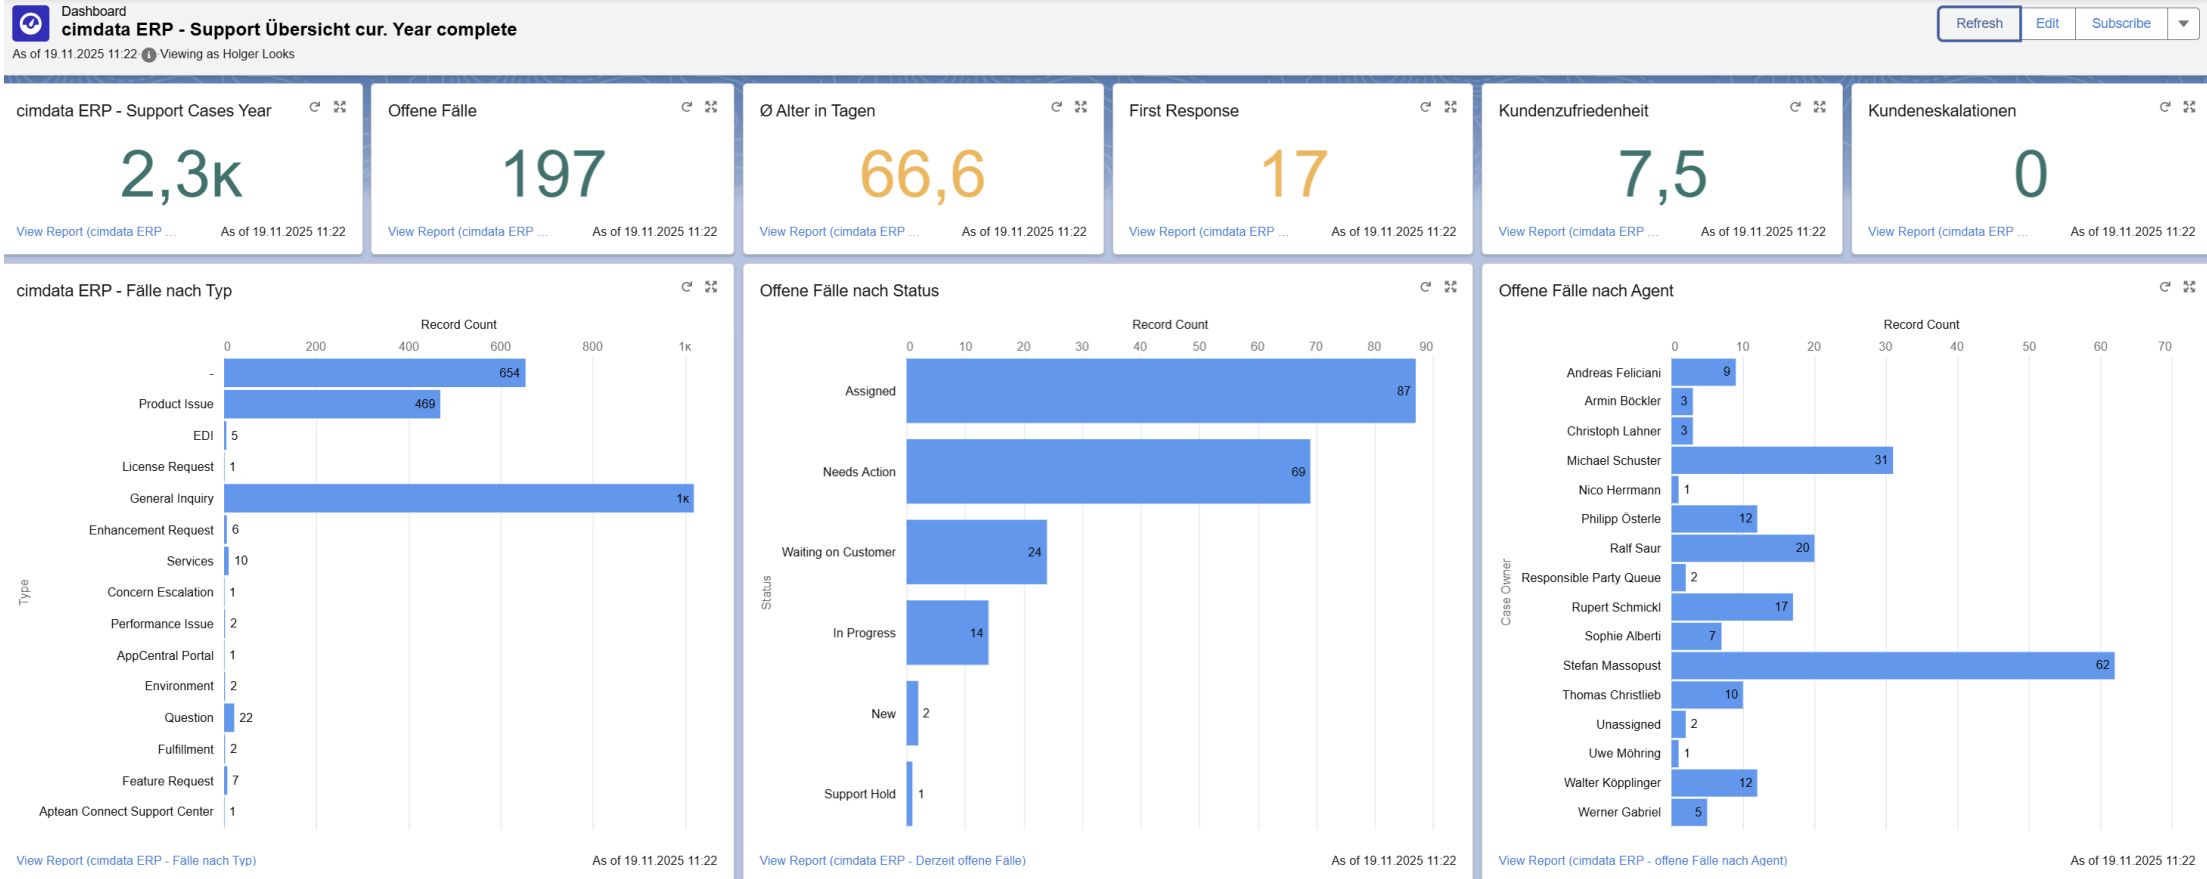 Dashboard
cimdata ERP - Support Übersicht cur. Year complete
As of 19.11.2025 11:22 Viewing as Holger Looks
Refresh
Edit
Subscribe
cimdata ERP - Support Cases Year
2,3K
View Report (cimdata ERP ...
As of 19.11.2025 11:22
Offene Fälle
197
View Report (cimdata ERP ...
As of 19.11.2025 11:22
Ø Alter in Tagen
66,6
View Report (cimdata ERP ...
As of 19.11.2025 11:22
First Response
17
View Report (cimdata ERP ...
As of 19.11.2025 11:22
Kundenzufriedenheit
7,5
View Report (cimdata ERP ...
As of 19.11.2025 11:22
Kundeneskalationen
0
View Report (cimdata ERP ...
As of 19.11.2025 11:22
cimdata ERP - Fälle nach Typ
Record Count
0 200 400 600 800 1K
Type
- 654
Product Issue 469
EDI 5
License Request 1
General Inquiry 1K
Enhancement Request 6
Services 10
Concern Escalation 1
Performance Issue 2
AppCentral Portal 1
Environment 2
Question 22
Fulfillment 2
Feature Request 7
Aptean Connect Support Center 1
View Report (cimdata ERP - Fälle nach Typ)
As of 19.11.2025 11:22
Offene Fälle nach Status
Record Count
0 10 20 30 40 50 60 70 80 90
Status
Assigned 87
Needs Action 69
Waiting on Customer 24
In Progress 14
New 2
Support Hold 1
View Report (cimdata ERP - Derzeit offene Fälle)
As of 19.11.2025 11:22
Offene Fälle nach Agent
Record Count
0 10 20 30 40 50 60 70
Case Owner
Andreas Feliciani 9
Armin Böckler 3
Christoph Lahner 3
Michael Schuster 31
Nico Herrmann 1
Philipp Österle 12
Ralf Saur 20
Responsible Party Queue 2
Rupert Schmickl 17
Sophie Alberti 7
Stefan Massopust 62
Thomas Christlieb 10
Unassigned 2
Uwe Möhring 1
Walter Köpplinger 12
Werner Gabriel 5
View Report (cimdata ERP - offene Fälle nach Agent)
As of 19.11.2025 11:22